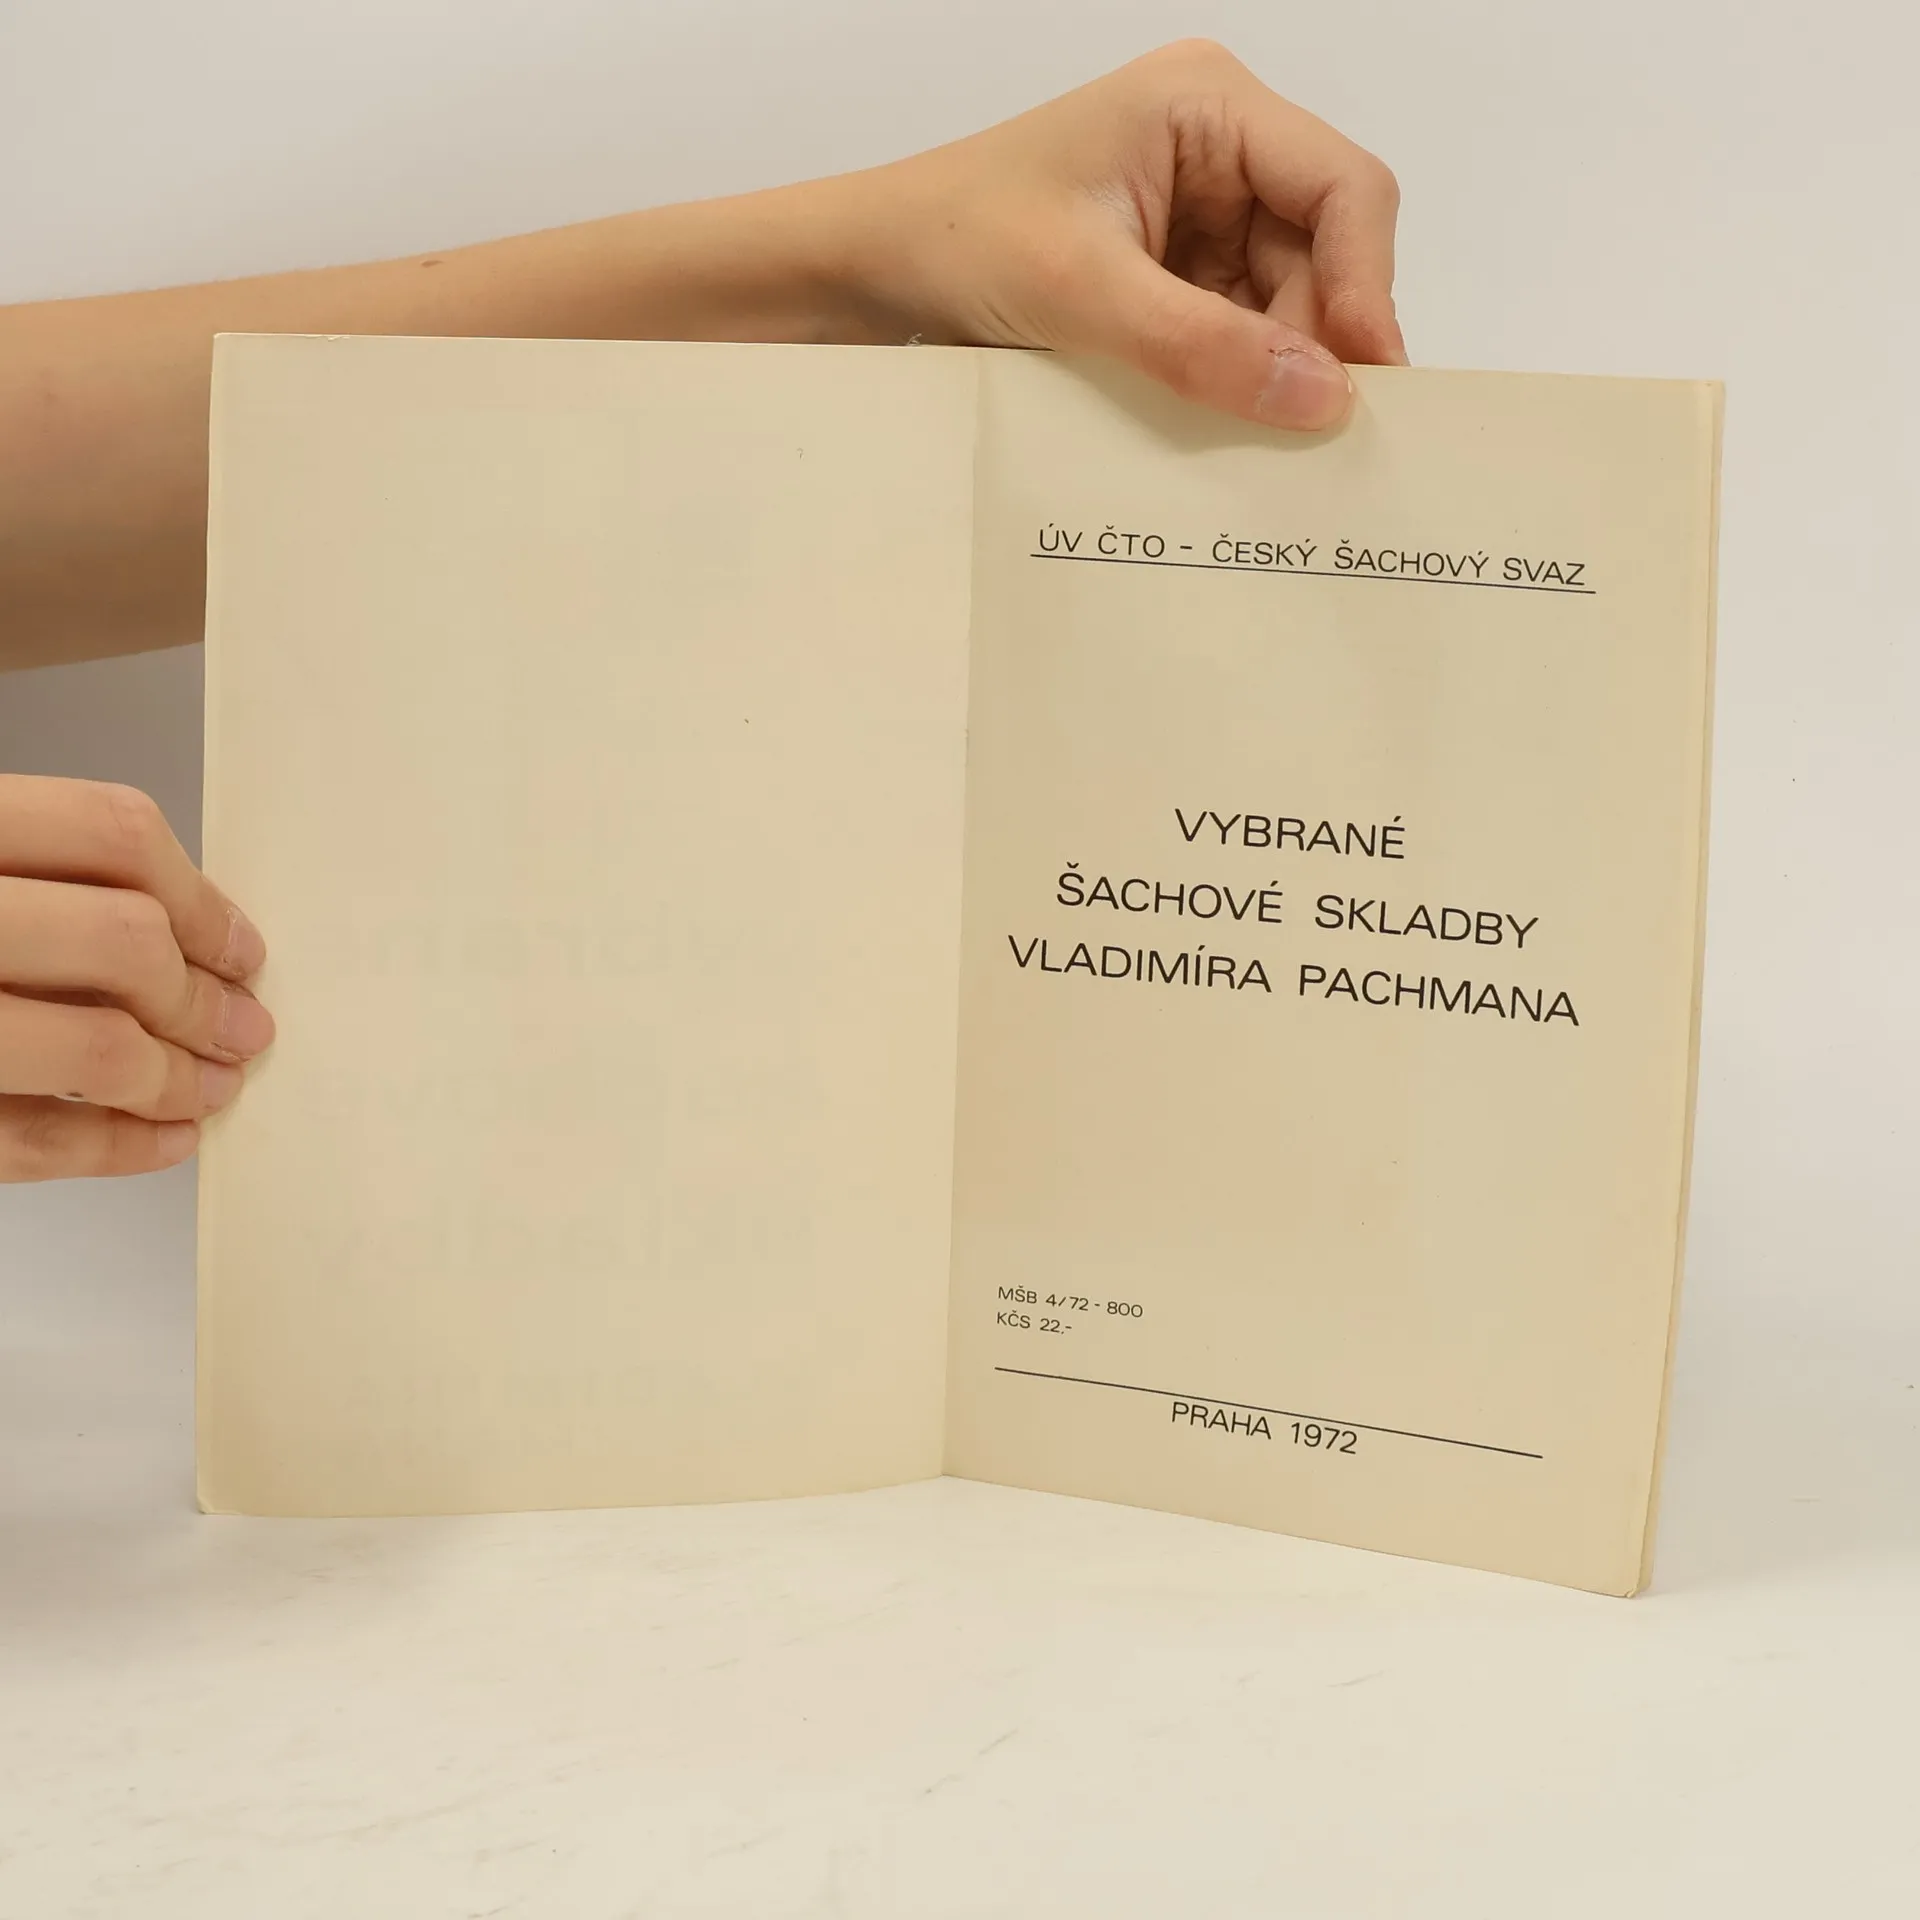 ÚV ČTO - ČESKÝ ŠACHOVÝ SVAZ
VYBRANÉ
ŠACHOVÉ SKLADBY
VLADIMÍRA PACHMANA
MŠB 4/72 - 800
KČS 22.-
PRAHA 1972